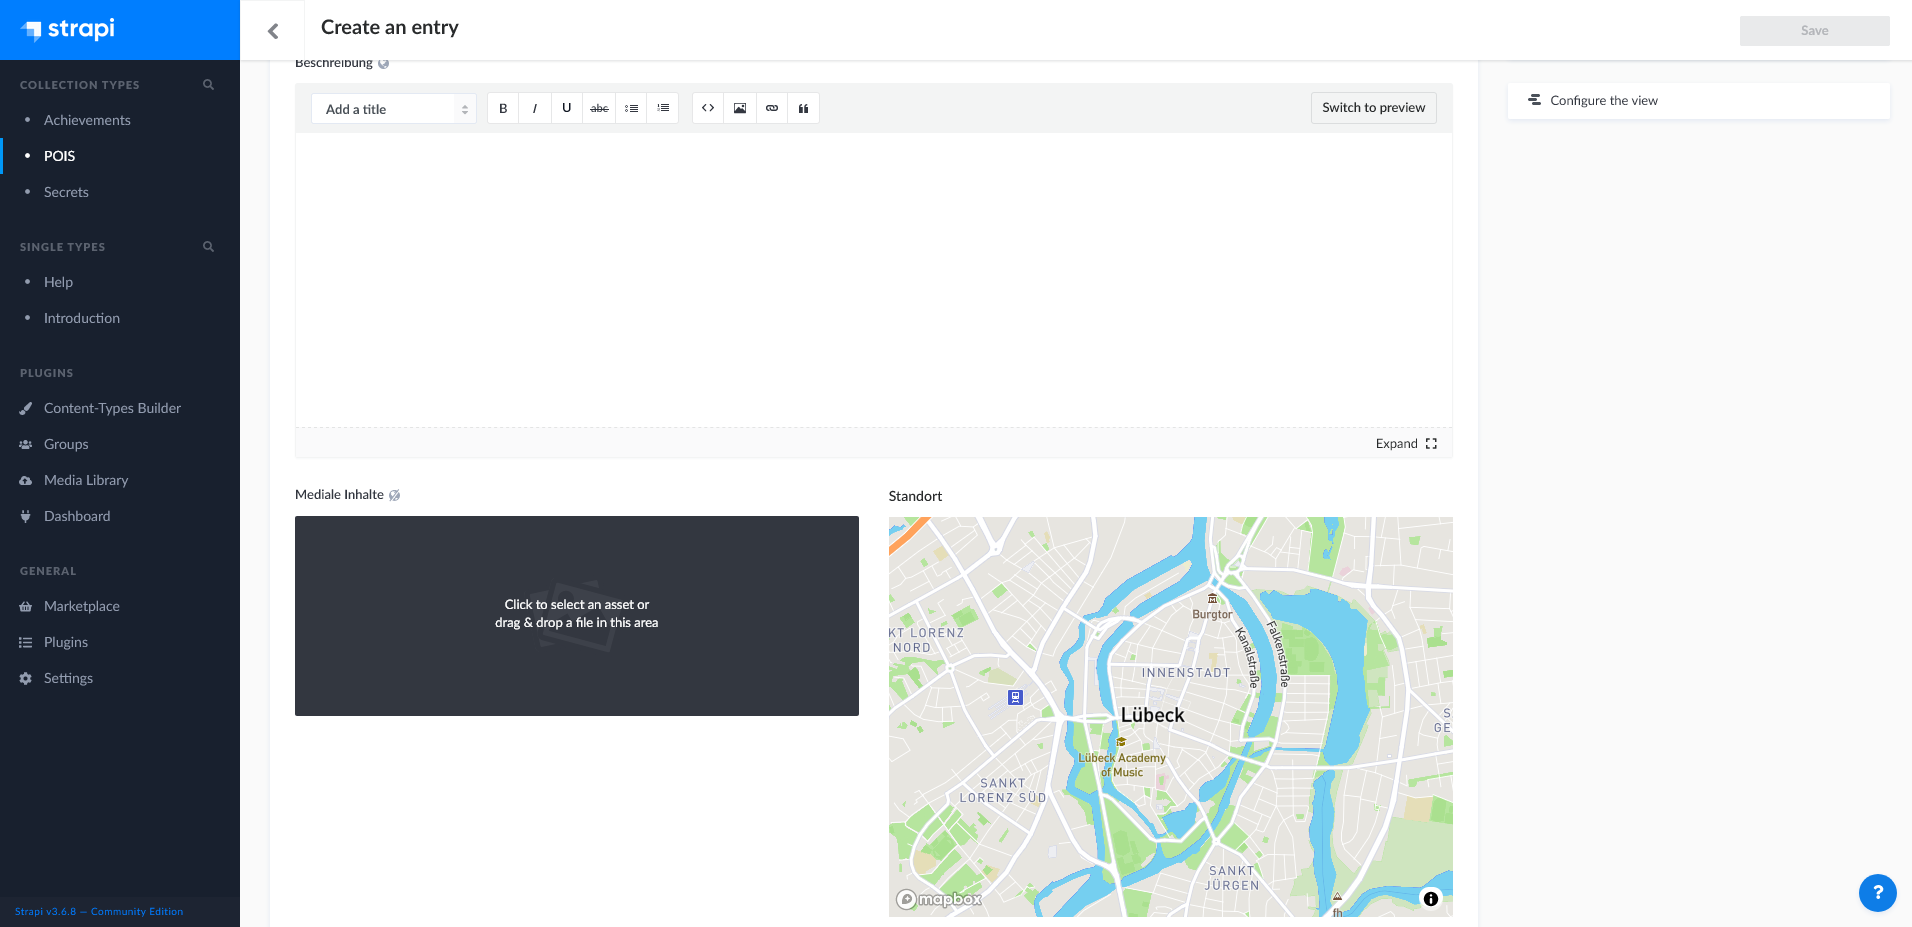 strapi
Create an entry
Save
COLLECTION TYPES
Achievements
POIS
Secrets
SINGLE TYPES
Help
Introduction
PLUGINS
Content-Types Builder
Groups
Media Library
Dashboard
GENERAL
Marketplace
Plugins
Settings
Strapi v3.6.8 — Community Edition
Beschreibung
Add a title
B
I
U
abc
Switch to preview
Expand
Mediale Inhalte
Click to select an asset or
drag & drop a file in this area
Standort
KT LORENZ
NORD
Burgtor
Kanalstraße
Falkenstraße
INNENSTADT
Lübeck
Lübeck Academy
of Music
SANKT
LORENZ SÜD
S
GE
SANKT
JÜRGEN
fh
mapbox
Configure the view
?